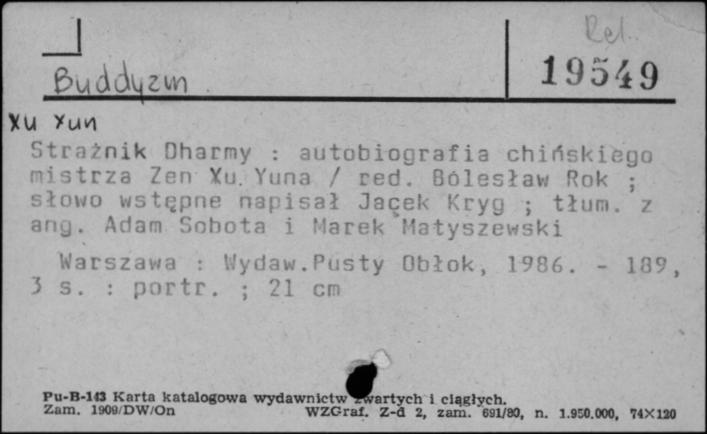 Rel.
19549
Buddyzm
Xu Xun
Strażnik Dharmy : autobiografia chińskiego
mistrza Zen Xu. Yuna / red. Bolesław Rok ;
słowo wstępne napisał Jacek Kryg ; tłum. z
ang. Adam Sobota i Marek Matyszewski
Warszawa : Wydaw.Pusty Obłok, 1986. - 189,
3 s. : portr. ; 21 cm
Pu-B-143 Karta katalogowa wydawnictw zwartych i ciągłych.
Zam. 1909/DW/On WZGraf. Z-d 2, zam. 691/80, n. 1.950.000, 74X120